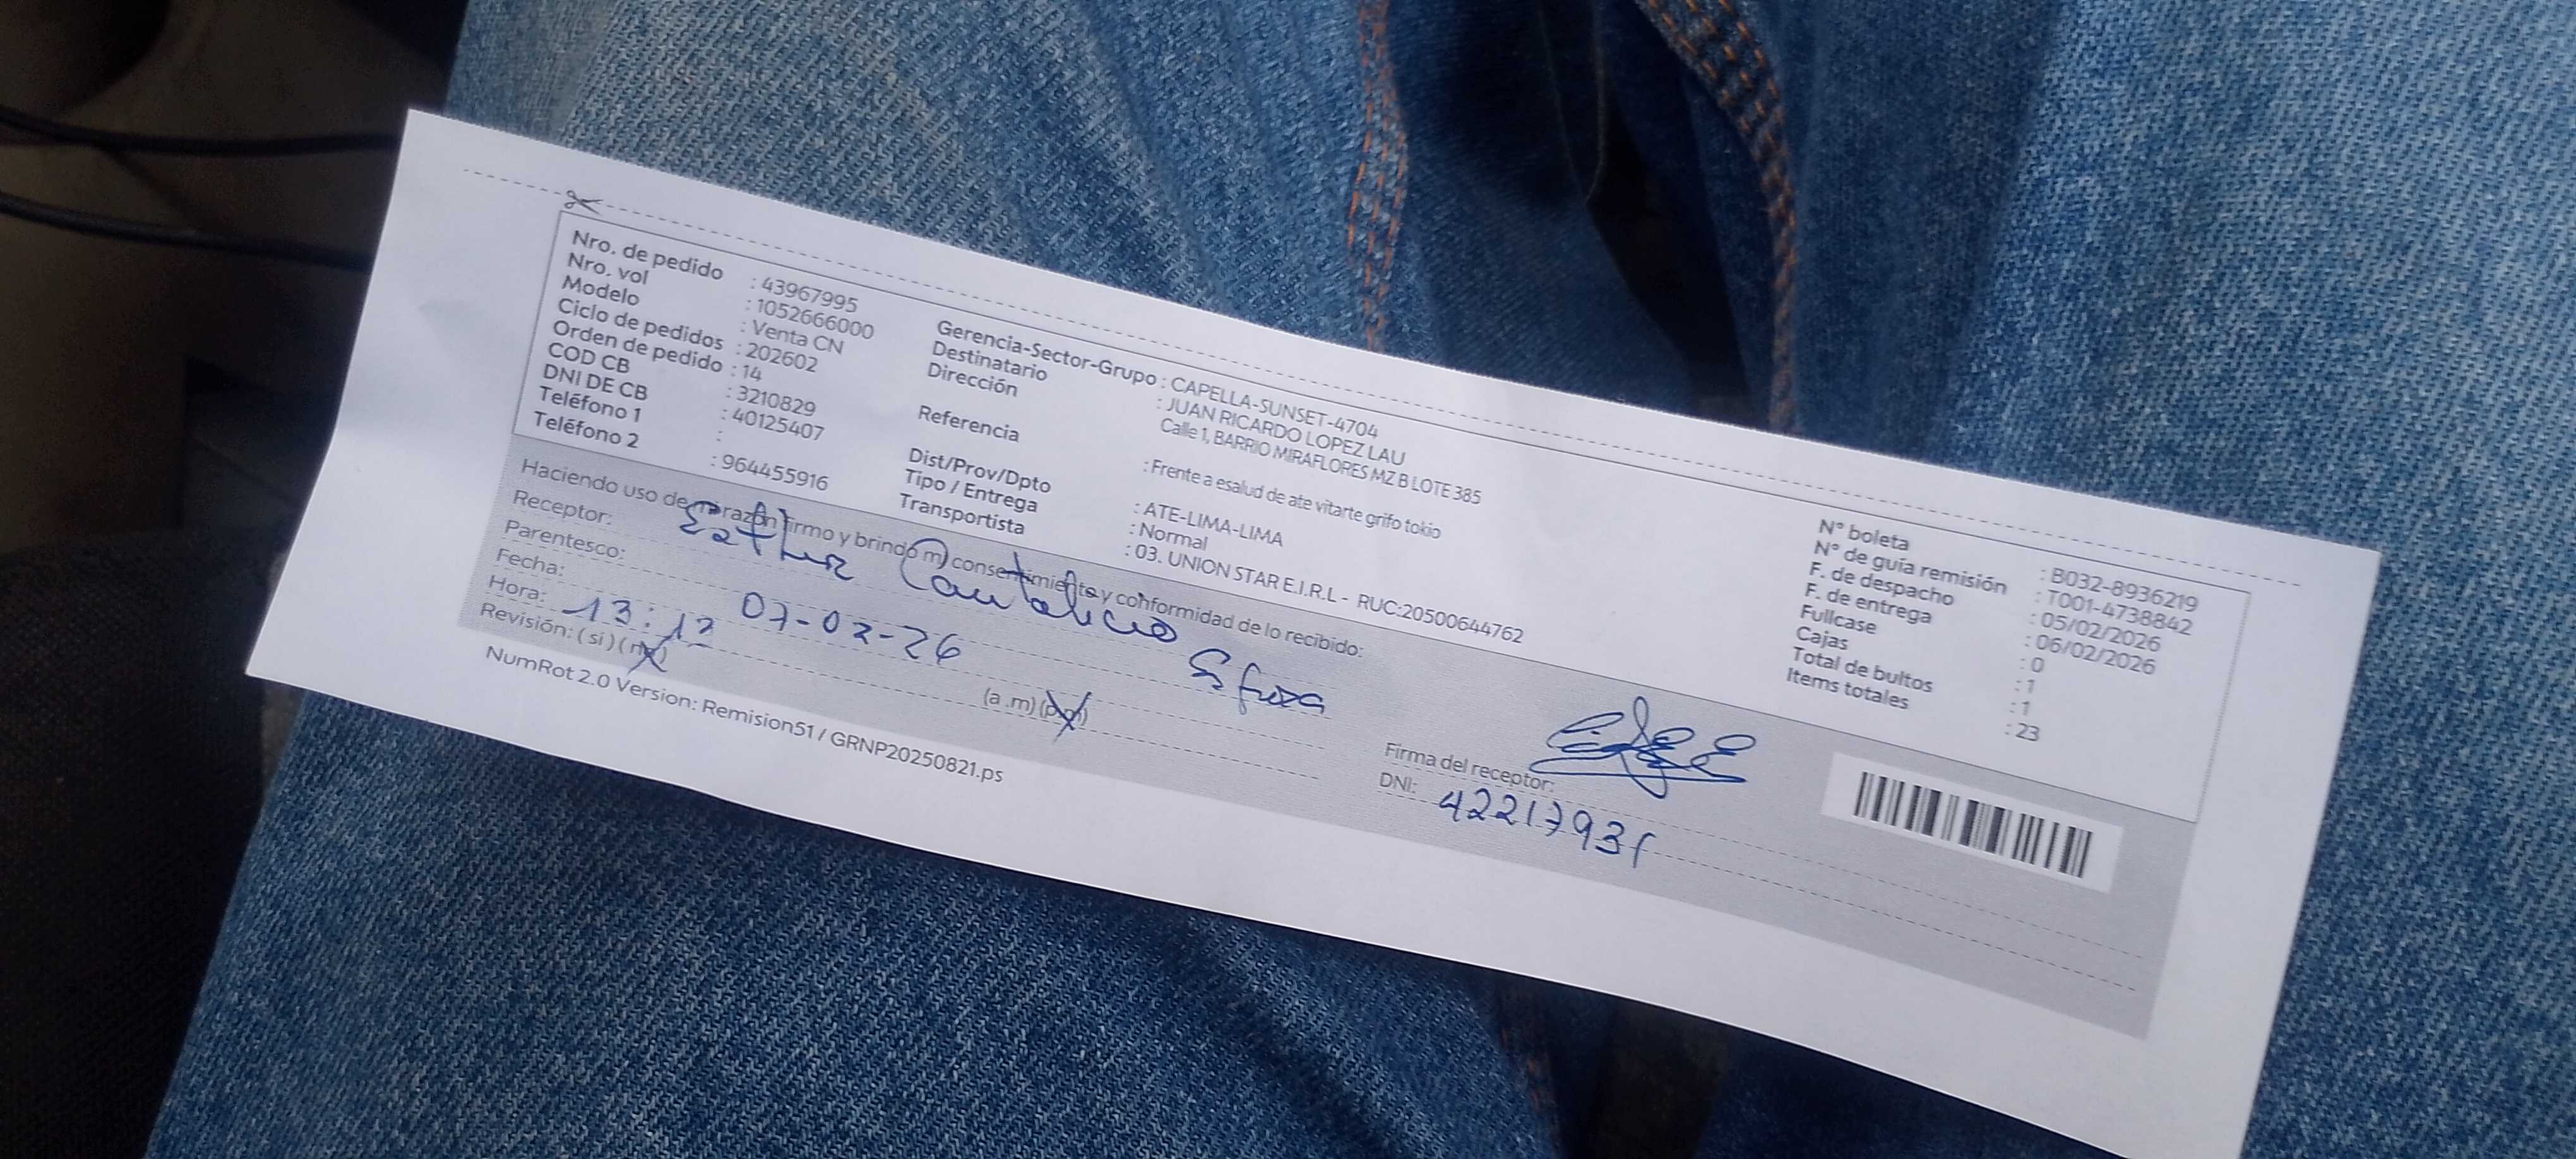 Nro. de pedido : 43967995
Nro. vol : 1052666000
Modelo : Venta CN
Ciclo de pedidos : 202602
Orden de pedido : 14
COD CB : 3210829
DNI DE CB : 40125407
Teléfono 1 :
Teléfono 2 : 964455916
Gerencia-Sector-Grupo : CAPELLA-SUNSET-4704
Destinatario : JUAN RICARDO LOPEZ LAU
Dirección : Calle 1, BARRIO MIRAFLORES MZ B LOTE 385
Referencia : Frente a esalud de ate vitarte grifo tokio
Dist/Prov/Dpto : ATE-LIMA-LIMA
Tipo / Entrega : Normal
Transportista : 03. UNION STAR E.I.R.L - RUC:20500644762
N° boleta : B032-8936219
N° de guía remisión : T001-4738842
F. de despacho : 05/02/2026
F. de entrega : 06/02/2026
Fullcase : 0
Cajas : 1
Total de bultos : 1
Items totales : 23
Haciendo uso de mi razón firmo y brindo mi consentimiento y conformidad de lo recibido:
Receptor: Esther Cantalicio
Parentesco:
Fecha: 07-02-26
Hora: 13:12 (a.m) (p.m)
Revisión: ( si ) ( no )
Firma del receptor:
DNI: 42217931
NumRot 2.0 Version: Remision51 / GRNP20250821.ps